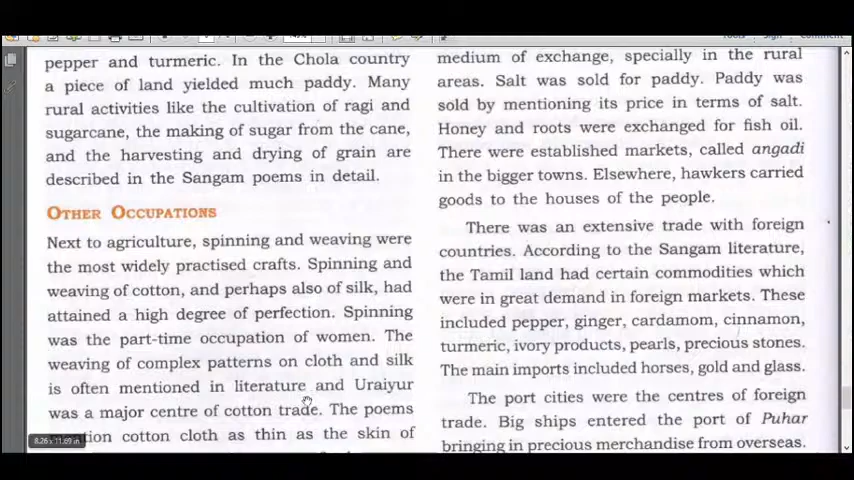 Tools Sign Comment
pepper and turmeric. In the Chola country
a piece of land yielded much paddy. Many
rural activities like the cultivation of ragi and
sugarcane, the making of sugar from the cane,
and the harvesting and drying of grain are
described in the Sangam poems in detail.
OTHER OCCUPATIONS
Next to agriculture, spinning and weaving were
the most widely practised crafts. Spinning and
weaving of cotton, and perhaps also of silk, had
attained a high degree of perfection. Spinning
was the part-time occupation of women. The
weaving of complex patterns on cloth and silk
is often mentioned in literature and Uraiyur
was a major centre of cotton trade. The poems
cotton cloth as thin as the skin of
8.26 x 11.69 in
medium of exchange, specially in the rural
areas. Salt was sold for paddy. Paddy was
sold by mentioning its price in terms of salt.
Honey and roots were exchanged for fish oil.
There were established markets, called angadi
in the bigger towns. Elsewhere, hawkers carried
goods to the houses of the people.
There was an extensive trade with foreign
countries. According to the Sangam literature,
the Tamil land had certain commodities which
were in great demand in foreign markets. These
included pepper, ginger, cardamom, cinnamon,
turmeric, ivory products, pearls, precious stones.
The main imports included horses, gold and glass.
The port cities were the centres of foreign
trade. Big ships entered the port of Puhar
bringing in precious merchandise from overseas.